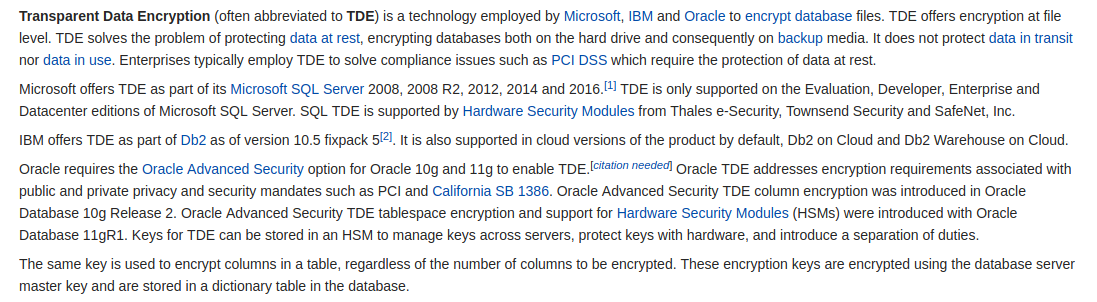 Transparent Data Encryption (often abbreviated to TDE) is a technology employed by Microsoft, IBM and Oracle to encrypt database files. TDE offers encryption at file
level. TDE solves the problem of protecting data at rest, encrypting databases both on the hard drive and consequently on backup media. It does not protect data in transit
nor data in use. Enterprises typically employ TDE to solve compliance issues such as PCI DSS which require the protection of data at rest.
Microsoft offers TDE as part of its Microsoft SQL Server 2008, 2008 R2, 2012, 2014 and 2016.[1] TDE is only supported on the Evaluation, Developer, Enterprise and
Datacenter editions of Microsoft SQL Server. SQL TDE is supported by Hardware Security Modules from Thales e-Security, Townsend Security and SafeNet, Inc.
IBM offers TDE as part of Db2 as of version 10.5 fixpack 5[2]. It is also supported in cloud versions of the product by default, Db2 on Cloud and Db2 Warehouse on Cloud.
Oracle requires the Oracle Advanced Security option for Oracle 10g and 11g to enable TDE.[citation needed] Oracle TDE addresses encryption requirements associated with
public and private privacy and security mandates such as PCI and California SB 1386. Oracle Advanced Security TDE column encryption was introduced in Oracle
Database 10g Release 2. Oracle Advanced Security TDE tablespace encryption and support for Hardware Security Modules (HSMs) were introduced with Oracle
Database 11gR1. Keys for TDE can be stored in an HSM to manage keys across servers, protect keys with hardware, and introduce a separation of duties.
The same key is used to encrypt columns in a table, regardless of the number of columns to be encrypted. These encryption keys are encrypted using the database server
master key and are stored in a dictionary table in the database.